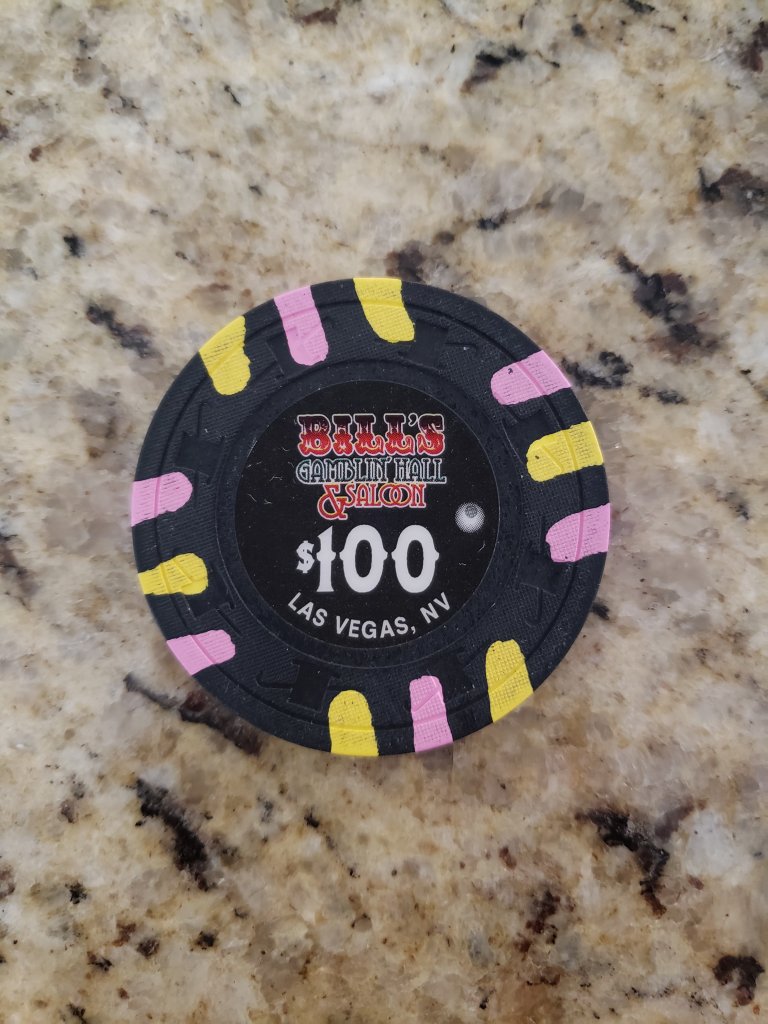 BILL'S
GAMBLIN' HALL
& SALOON
$100
LAS VEGAS, NV